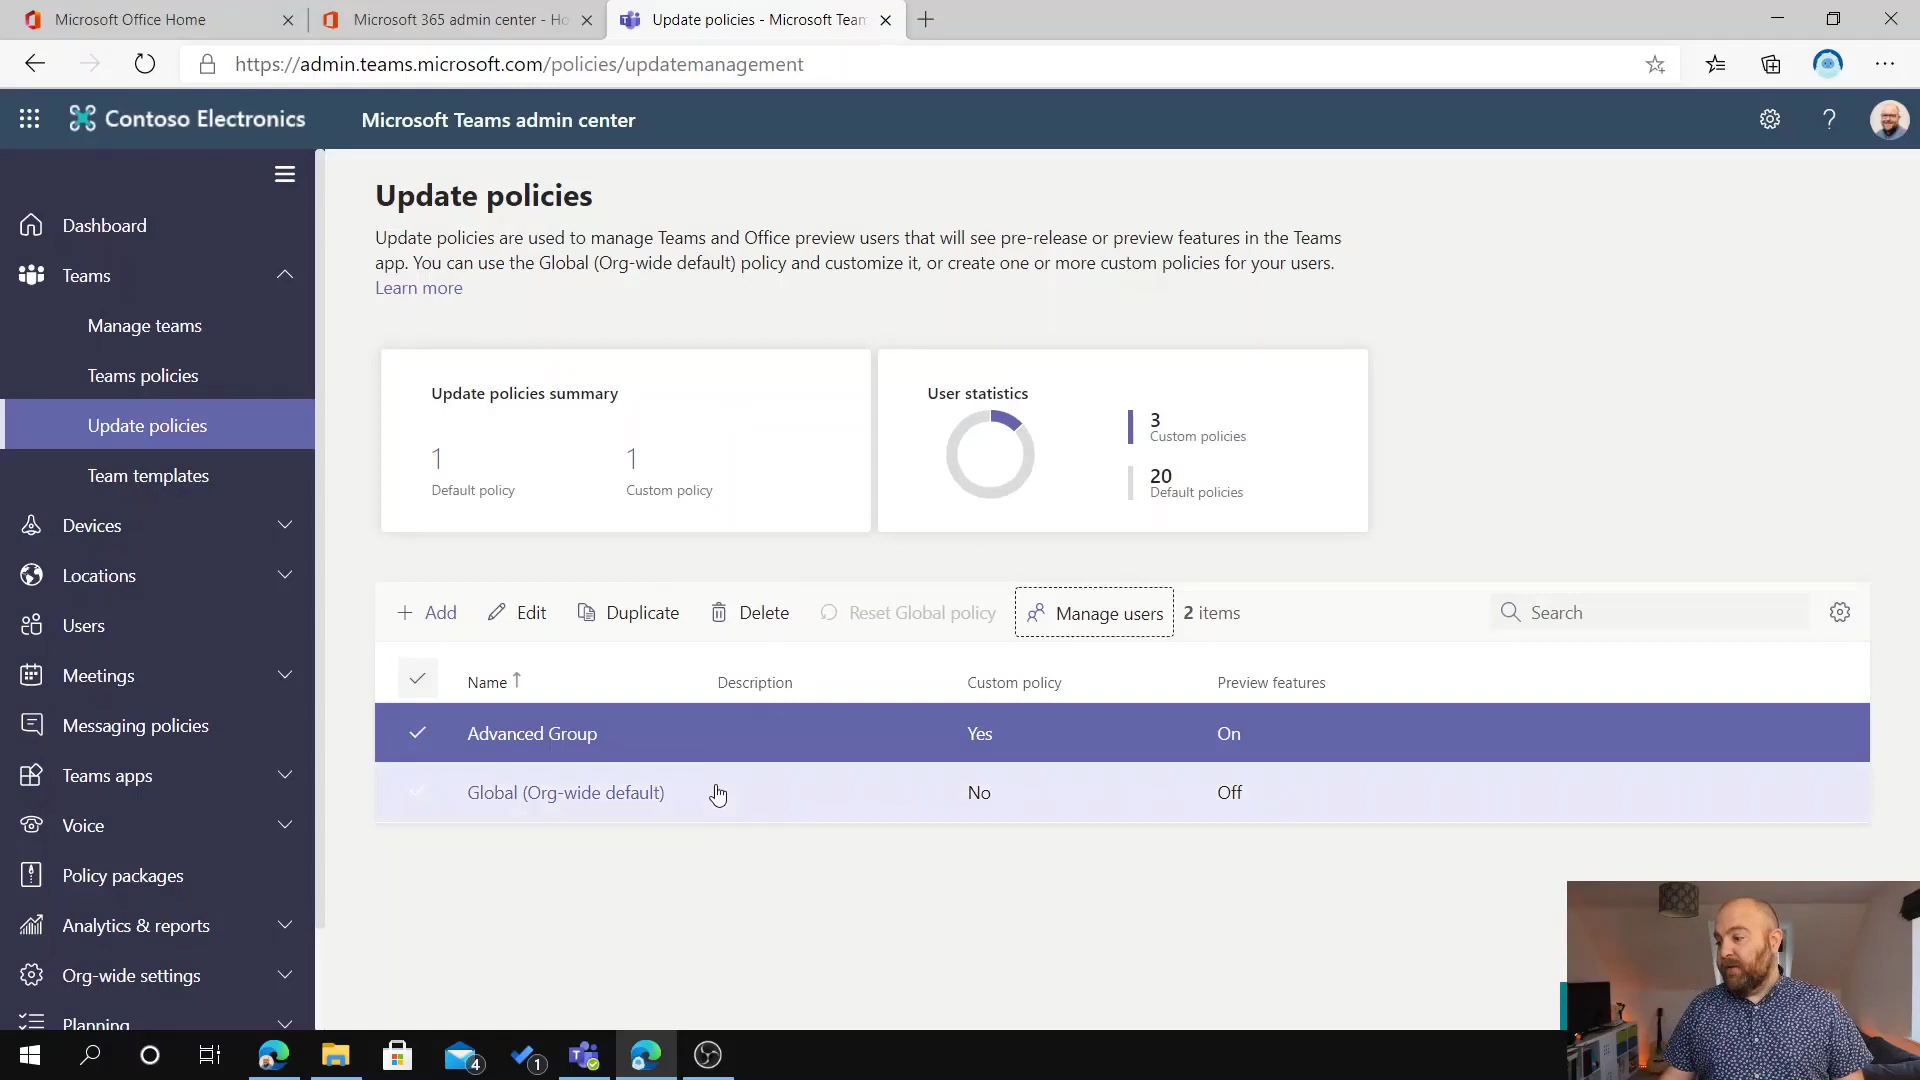 Microsoft Office Home
Microsoft 365 admin center - Ho
Update policies - Microsoft Team
https://admin.teams.microsoft.com/policies/updatemanagement
Contoso Electronics
Microsoft Teams admin center
Dashboard
Teams
Manage teams
Teams policies
Update policies
Team templates
Devices
Locations
Users
Meetings
Messaging policies
Teams apps
Voice
Policy packages
Analytics & reports
Org-wide settings
Planning
Update policies
Update policies are used to manage Teams and Office preview users that will see pre-release or preview features in the Teams
app. You can use the Global (Org-wide default) policy and customize it, or create one or more custom policies for your users.
Learn more
Update policies summary
1
Default policy
1
Custom policy
User statistics
3
Custom policies
20
Default policies
Add
Edit
Duplicate
Delete
Reset Global policy
Manage users
2 items
Search
Name Description Custom policy Preview features
Advanced Group Yes On
Global (Org-wide default) No Off
4
1